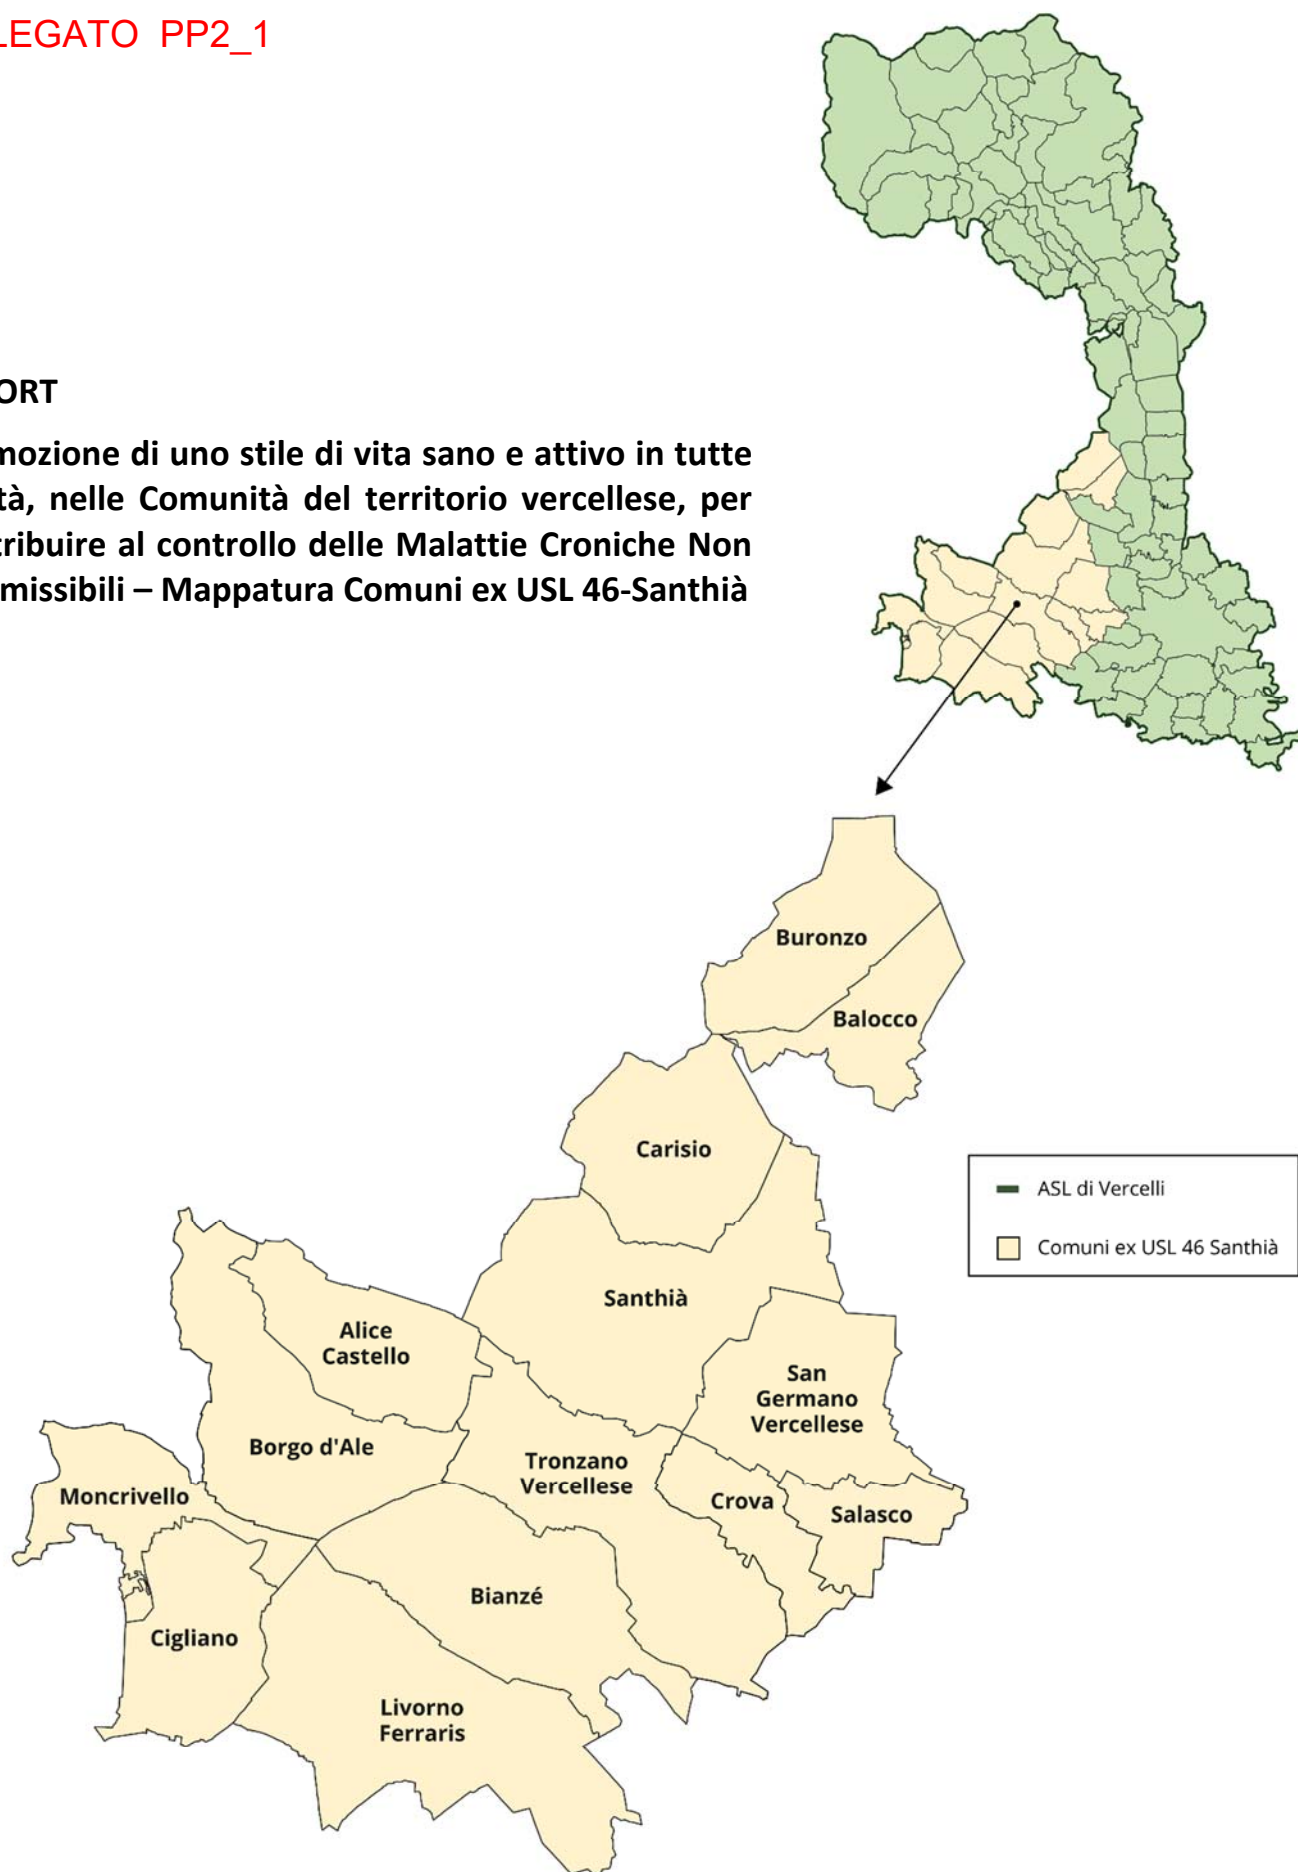 LEGATO PP2_1
ORT
mozione di uno stile di vita sano e attivo in tutte
tà, nelle Comunità del territorio vercellese, per
tribuire al controllo delle Malattie Croniche Non
missibili – Mappatura Comuni ex USL 46-Santhià
Buronzo
Balocco
Carisio
ASL di Vercelli
Comuni ex USL 46 Santhià
Santhià
Alice
Castello
San
Germano
Vercellese
Borgo d'Ale
Tronzano
Vercellese
Moncrivello
Crova
Salasco
Bianzé
Cigliano
Livorno
Ferraris